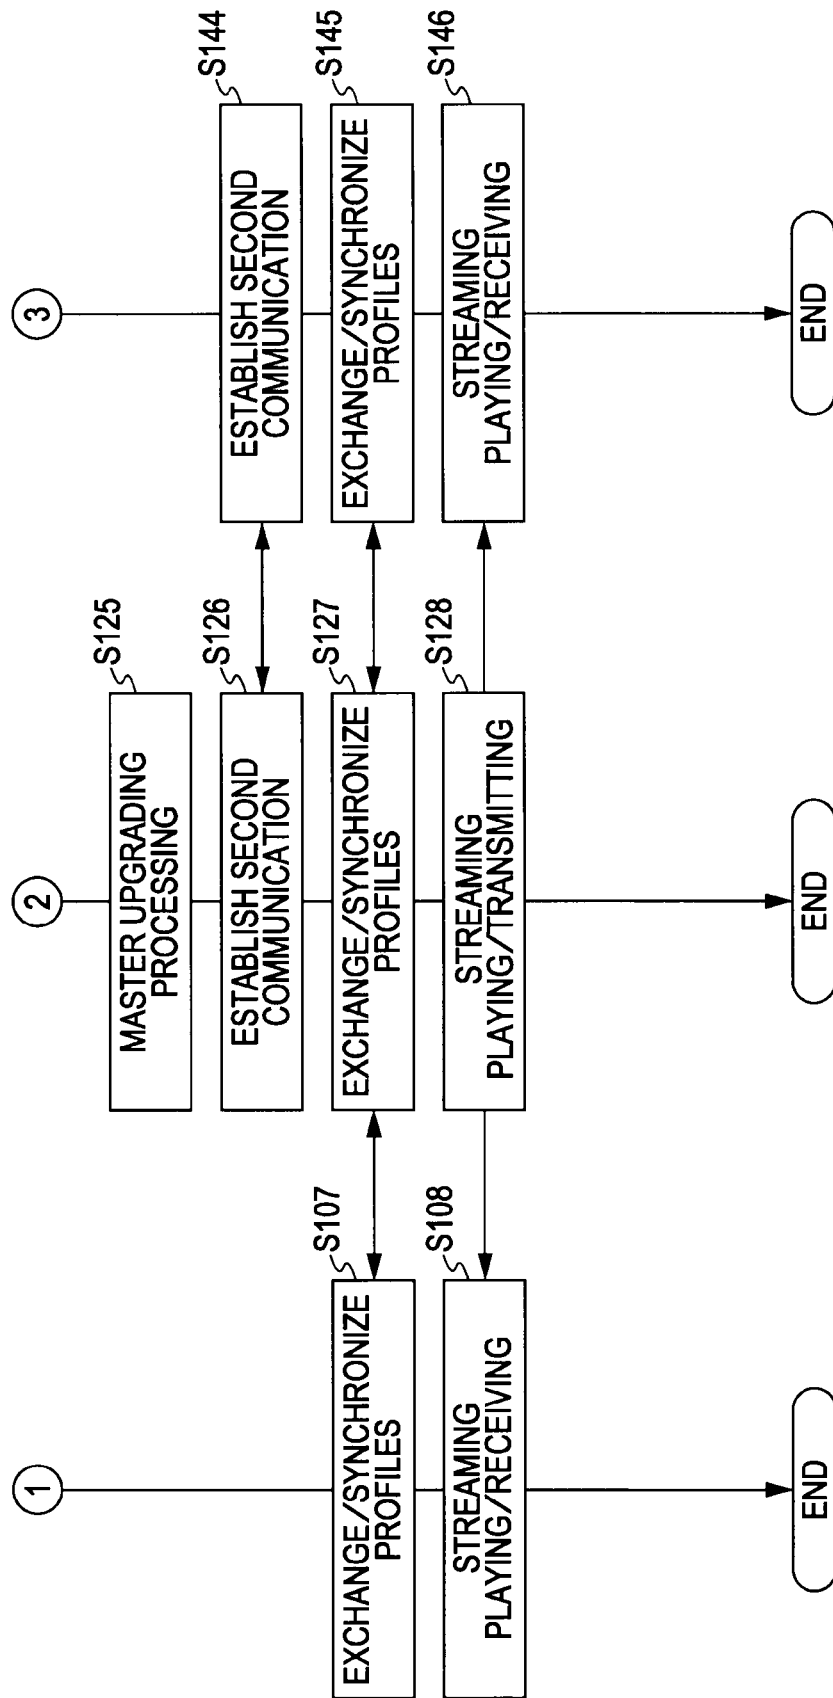 1
EXCHANGE/SYNCHRONIZE
PROFILES
S107
STREAMING
PLAYING/RECEIVING
S108
END
2
MASTER UPGRADING
PROCESSING
S125
ESTABLISH SECOND
COMMUNICATION
S126
EXCHANGE/SYNCHRONIZE
PROFILES
S127
STREAMING
PLAYING/TRANSMITTING
S128
END
3
ESTABLISH SECOND
COMMUNICATION
S144
EXCHANGE/SYNCHRONIZE
PROFILES
S145
STREAMING
PLAYING/RECEIVING
S146
END